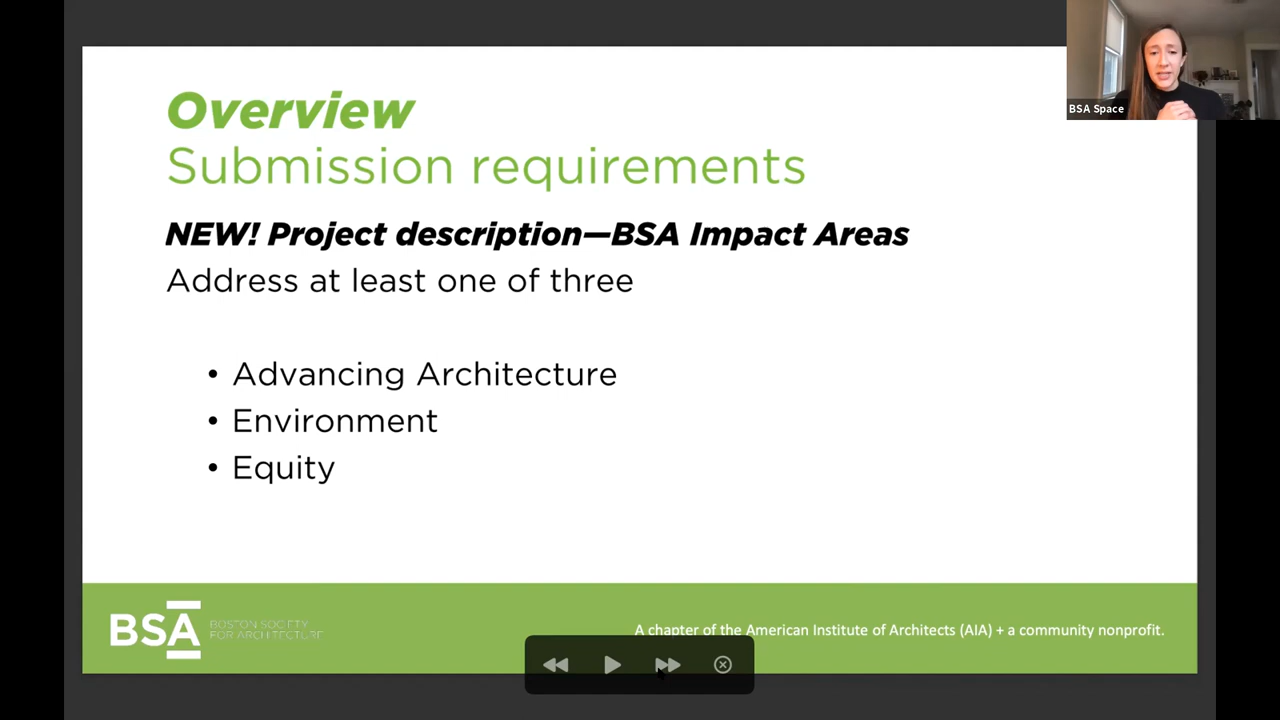 BSA Space
Overview
Submission requirements
NEW! Project description—BSA Impact Areas
Address at least one of three
• Advancing Architecture
• Environment
• Equity
BSA
BOSTON SOCIETY
FOR ARCHITECTURE
A chapter of the American Institute of Architects (AIA) + a community nonprofit.